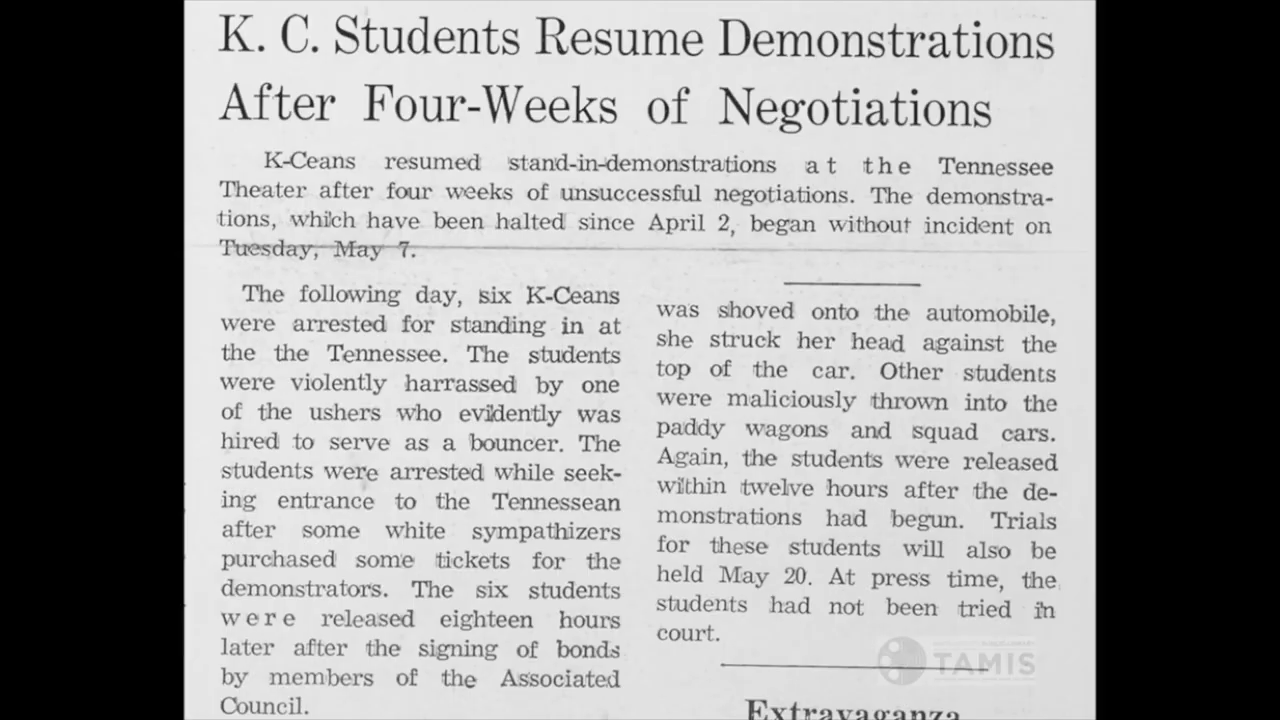 K. C. Students Resume Demonstrations
After Four-Weeks of Negotiations
K-Ceans resumed stand-in-demonstrations at the Tennessee
Theater after four weeks of unsuccessful negotiations. The demonstra-
tions, which have been halted since April 2, began without incident on
Tuesday, May 7.
The following day, six K-Ceans
were arrested for standing in at
the the Tennessee. The students
were violently harrassed by one
of the ushers who evidently was
hired to serve as a bouncer. The
students were arrested while seek-
ing entrance to the Tennessean
after some white sympathizers
purchased some tickets for the
demonstrators. The six students
were released eighteen hours
later after the signing of bonds
by members of the Associated
Council.
was shoved onto the automobile,
she struck her head against the
top of the car. Other students
were maliciously thrown into the
paddy wagons and squad cars.
Again, the students were released
within twelve hours after the de-
monstrations had begun. Trials
for these students will also be
held May 20. At press time, the
students had not been tried in
court.
TAMIS
Extravaganza